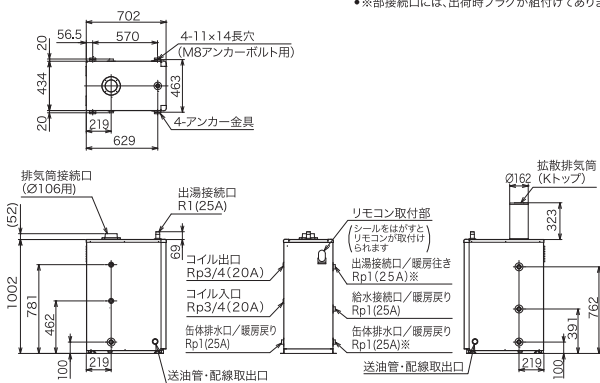 •※部接続口には、出荷時プラグが組付けてありま
702
56.5
570
4-11×14長穴
(M8アンカーボルト用)
20
434
20
463
219
629
4-アンカー金具
排気筒接続口
(Ø106用)
出湯接続口
R1(25A)
(52)
69
1002
781
462
100
219
送油管・配線取出口
コイル出口
Rp3/4(20A)
コイル入口
Rp3/4(20A)
缶体排水口／暖房戻り
Rp1(25A)
リモコン取付部
(シールをはがすと
リモコンが取付け
られます)
出湯接続口／暖房往き
Rp1(25A)※
給水接続口／暖房戻り
Rp1(25A)
缶体排水口／暖房戻り
Rp1(25A)※
送油管・配線取出口
拡散排気筒
(Kトップ)
Ø162
323
762
391
100
219